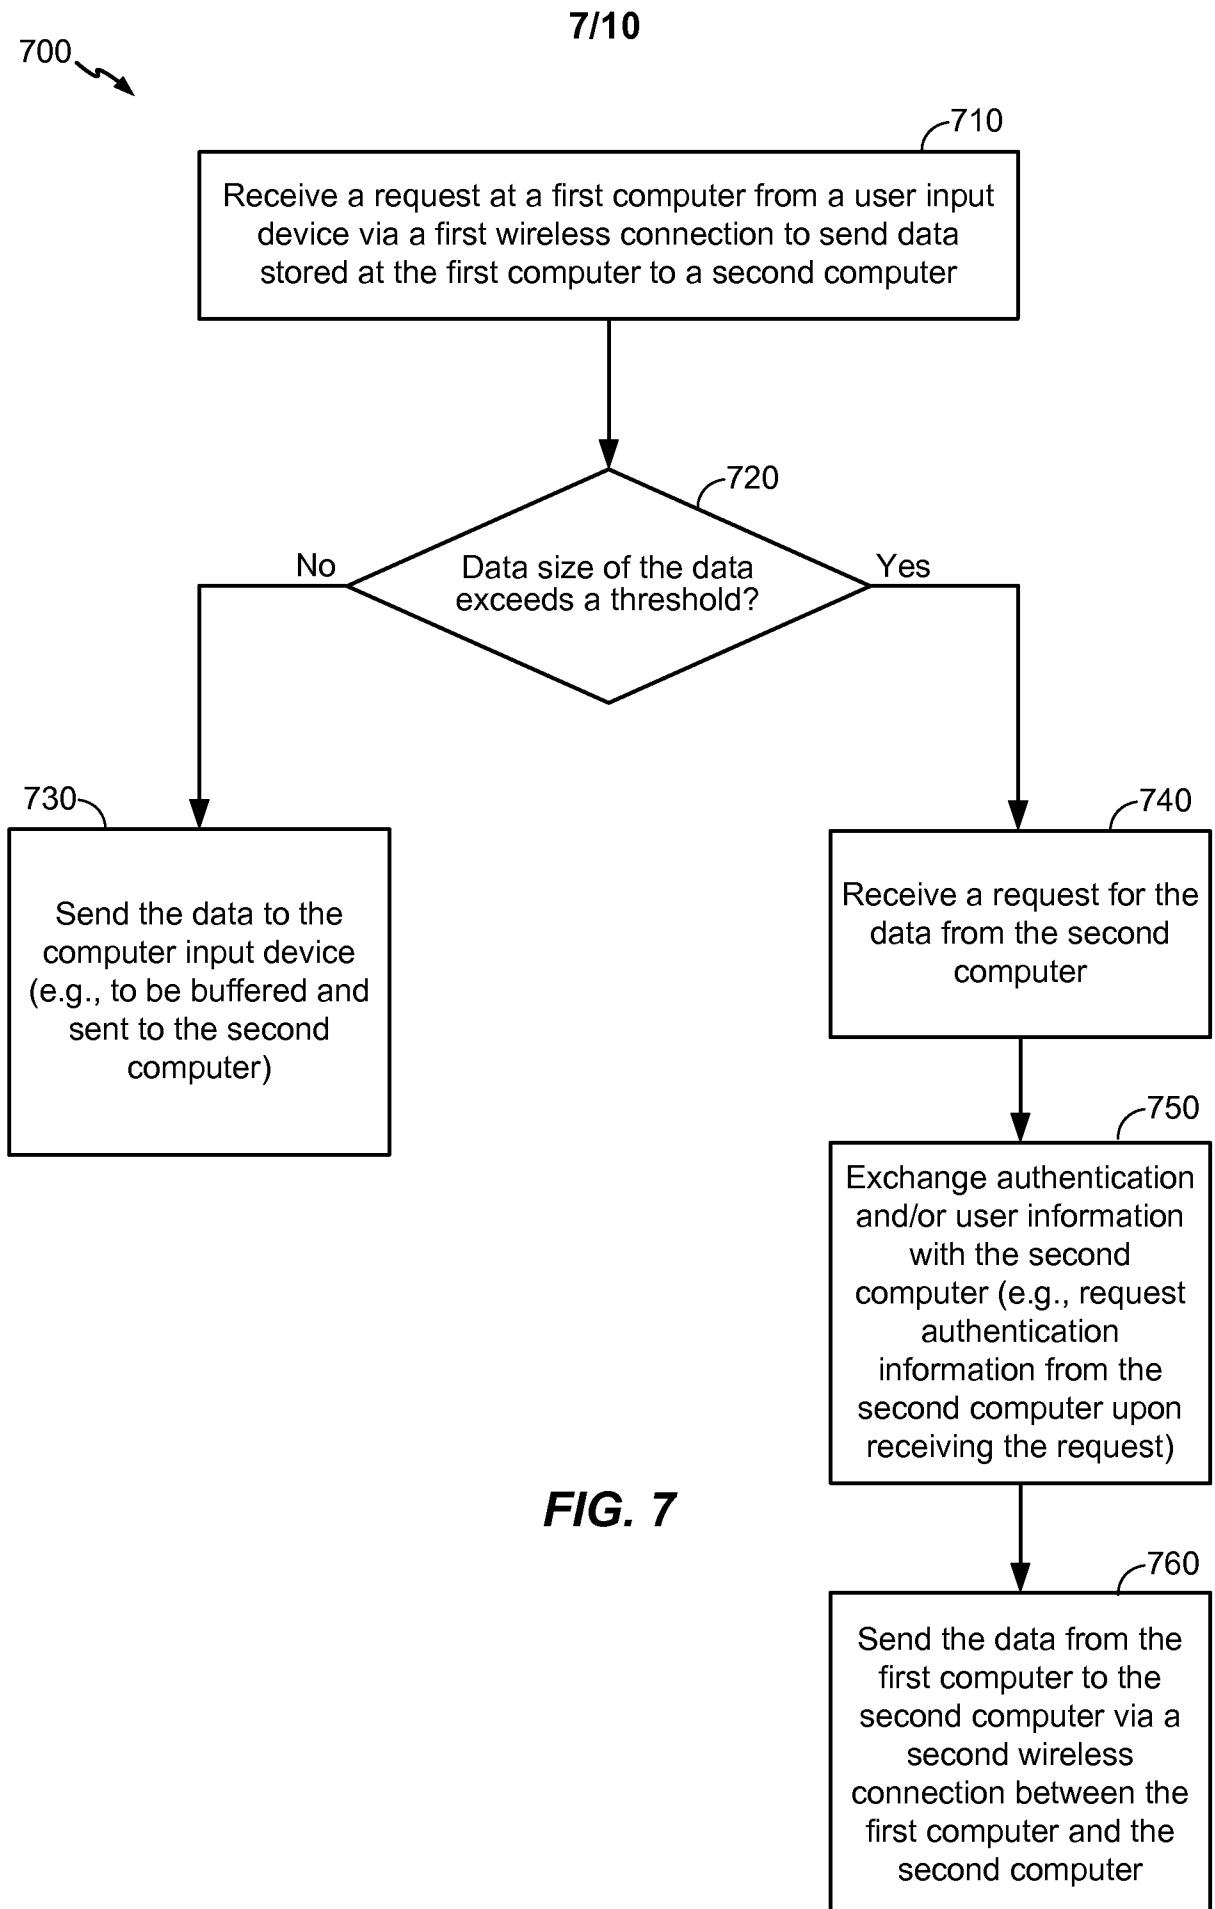 7/10
700
710
Receive a request at a first computer from a user input
device via a first wireless connection to send data
stored at the first computer to a second computer
720
Data size of the data
exceeds a threshold?
No
Yes
730
Send the data to the
computer input device
(e.g., to be buffered and
sent to the second
computer)
740
Receive a request for the
data from the second
computer
750
Exchange authentication
and/or user information
with the second
computer (e.g., request
authentication
information from the
second computer upon
receiving the request)
FIG. 7
760
Send the data from the
first computer to the
second computer via a
second wireless
connection between the
first computer and the
second computer